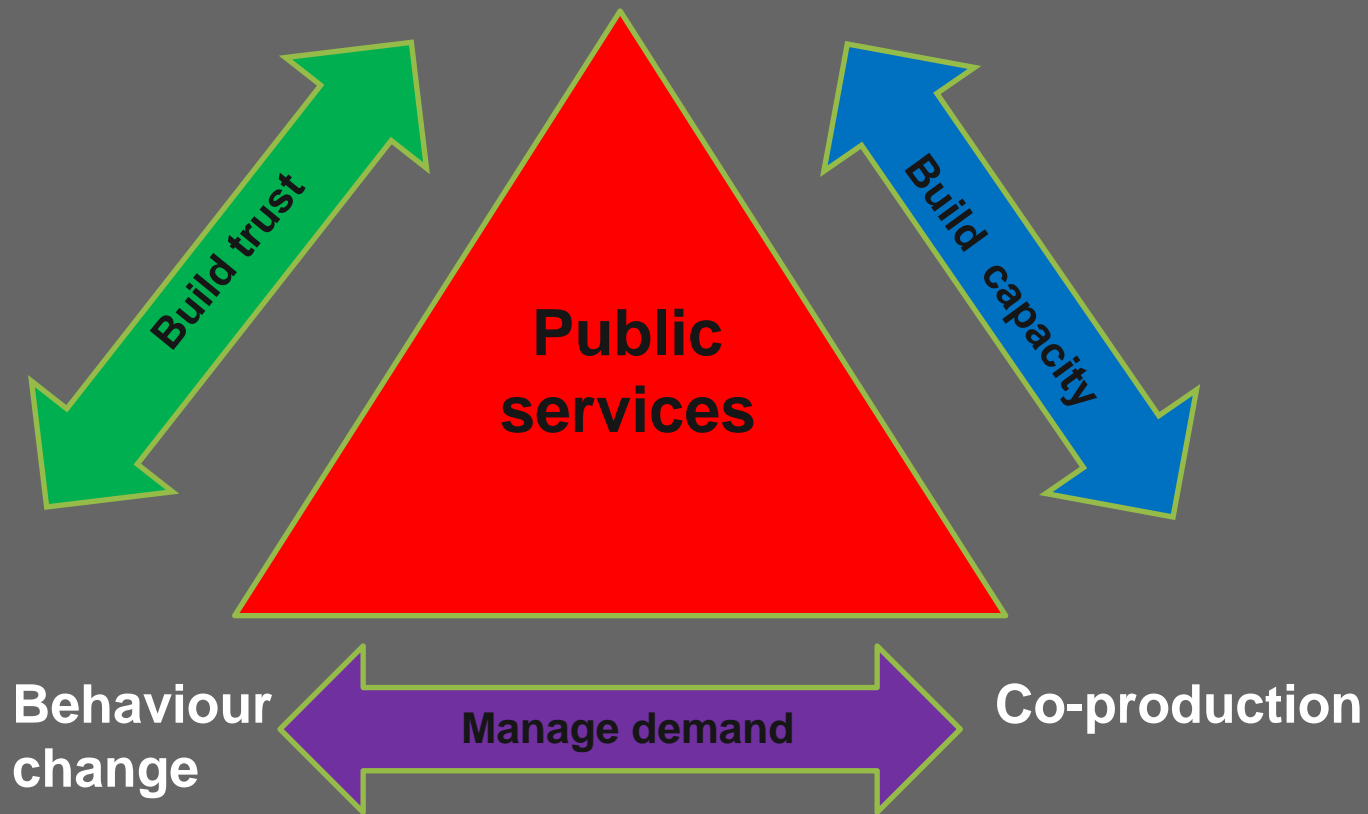 Build trust
Build capacity
Public
services
Behaviour
change
Manage demand
Co-production